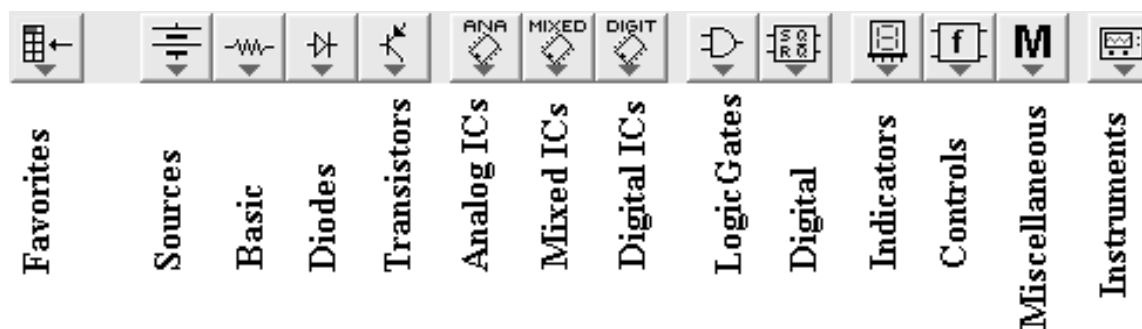 ANA MIXED DIGIT
S Q
R Q
f
M
Favorites
Sources
Basic
Diodes
Transistors
Analog ICs
Mixed ICs
Digital ICs
Logic Gates
Digital
Indicators
Controls
Miscellaneous
Instruments